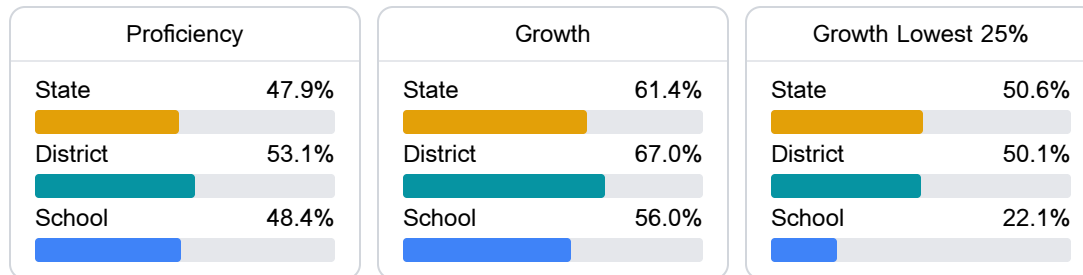 Proficiency
State 47.9%
District 53.1%
School 48.4%
Growth
State 61.4%
District 67.0%
School 56.0%
Growth Lowest 25%
State 50.6%
District 50.1%
School 22.1%